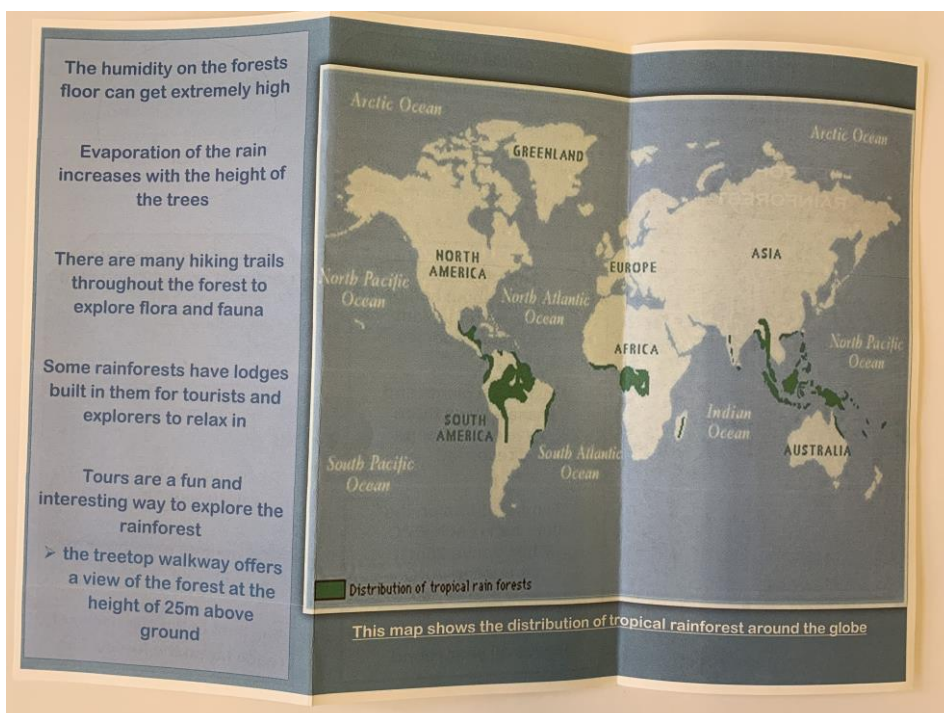 The humidity on the forests
floor can get extremely high
Evaporation of the rain
increases with the height of
the trees
There are many hiking trails
throughout the forest to
explore flora and fauna
Some rainforests have lodges
built in them for tourists and
explorers to relax in
Tours are a fun and
interesting way to explore the
rainforest
➢ the treetop walkway offers
a view of the forest at the
height of 25m above
ground
Arctic Ocean
GREENLAND
Arctic Ocean
NORTH
AMERICA
EUROPE
ASIA
North Pacific
Ocean
North Atlantic
Ocean
AFRICA
North Pacific
Ocean
Indian
Ocean
SOUTH
AMERICA
South Atlantic
Ocean
AUSTRALIA
South Pacific
Ocean
Distribution of tropical rain forests
This map shows the distribution of tropical rainforest around the globe